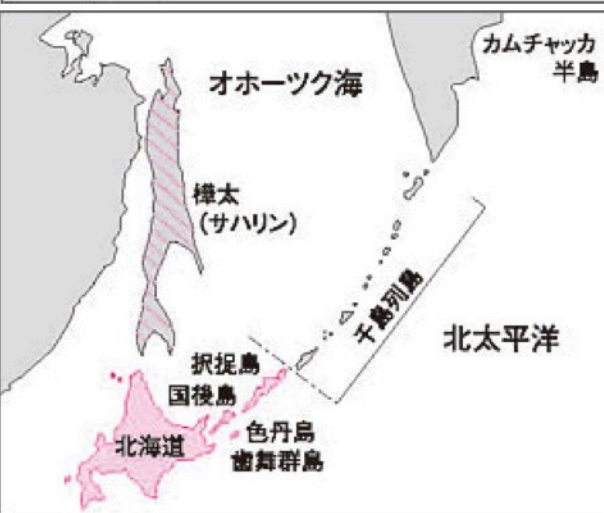 カムチャッカ
半島
オホーツク海
樺太
(サハリン)
千島列島
北太平洋
択捉島
国後島
色丹島
歯舞群島
北海道